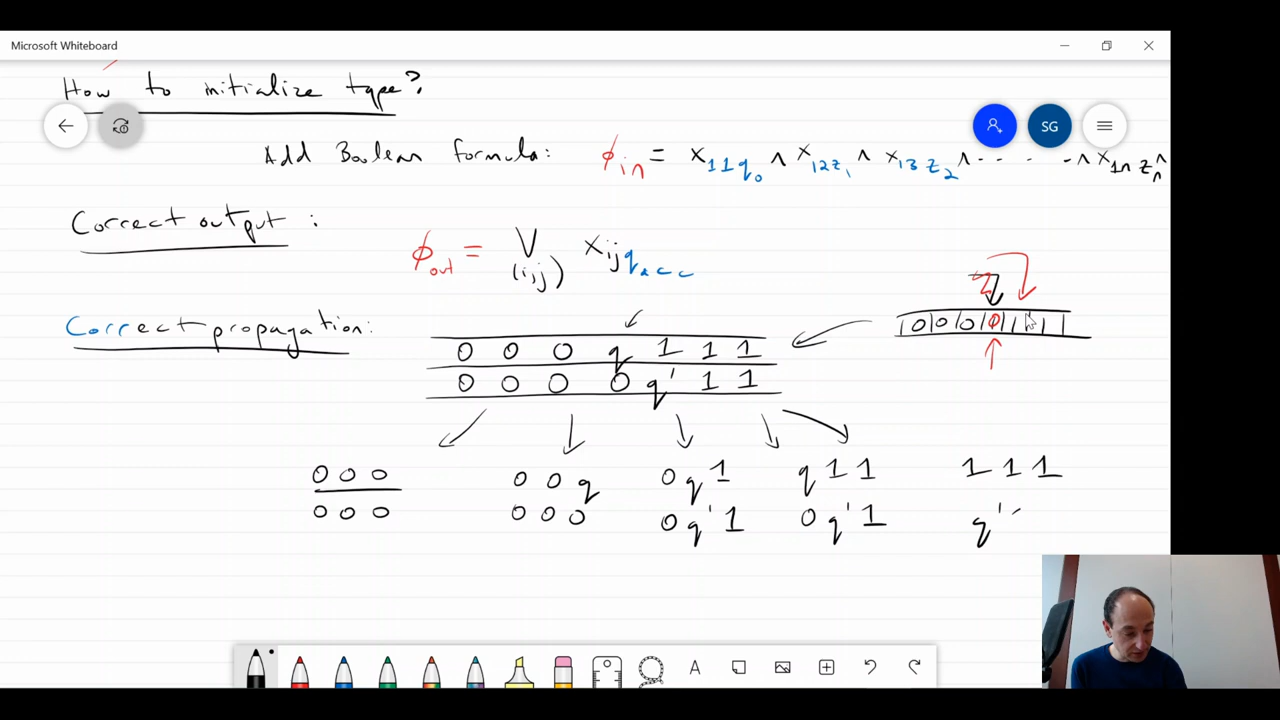 Microsoft Whiteboard
How to initialize type?
SG
Add Boolean formula: ϕin = x11q0 ∧ x12z1 ∧ x13z2 ∧ ----- ∧ x1nzn
Correct output :
ϕout = ∨(i,j) xijqacc
Correct propagation:
0 0 0 0 1 1 1
0 0 0 q 1 1 1
0 0 0 0 q' 1 1
0 0 0 0 0 q 0 q 1 q 1 1 1 1 1
0 0 0 0 0 0 0 q' 1 0 q' 1 q'
A